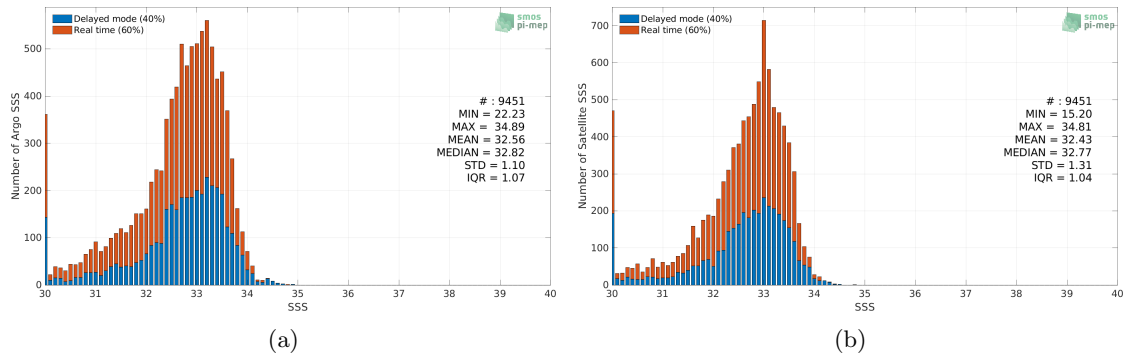 Delayed mode (40%)
Real time (60%)
smos
pi-mep
# : 9451
MIN = 22.23
MAX = 34.89
MEAN = 32.56
MEDIAN = 32.82
STD = 1.10
IQR = 1.07
Number of Argo SSS
500
400
300
200
100
0
30 31 32 33 34 35 36 37 38 39 40
SSS
(a)
Delayed mode (40%)
Real time (60%)
smos
pi-mep
# : 9451
MIN = 15.20
MAX = 34.81
MEAN = 32.43
MEDIAN = 32.77
STD = 1.31
IQR = 1.04
Number of Satellite SSS
700
600
500
400
300
200
100
0
30 31 32 33 34 35 36 37 38 39 40
SSS
(b)